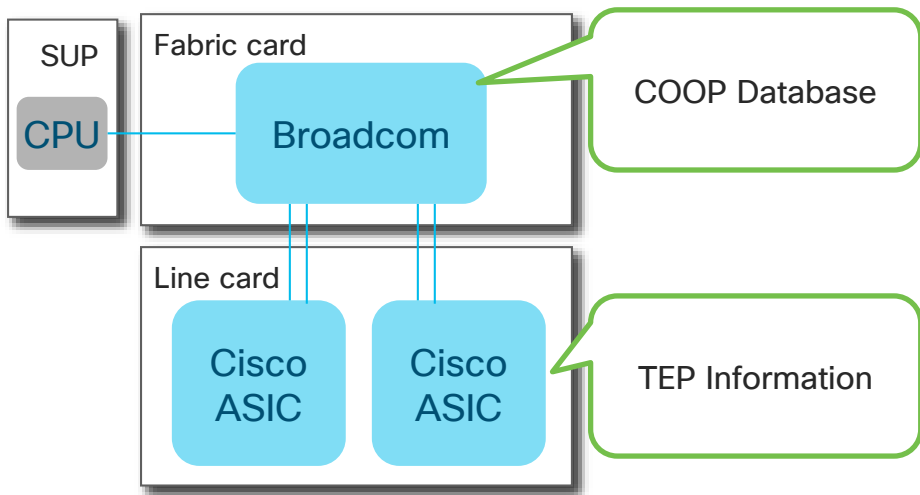 SUP
CPU
Fabric card
Broadcom
COOP Database
Line card
Cisco
ASIC
Cisco
ASIC
TEP Information